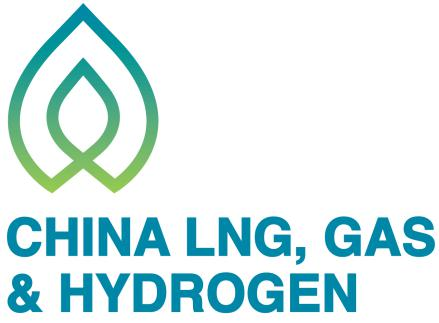 CHINA LNG, GAS
& HYDROGEN